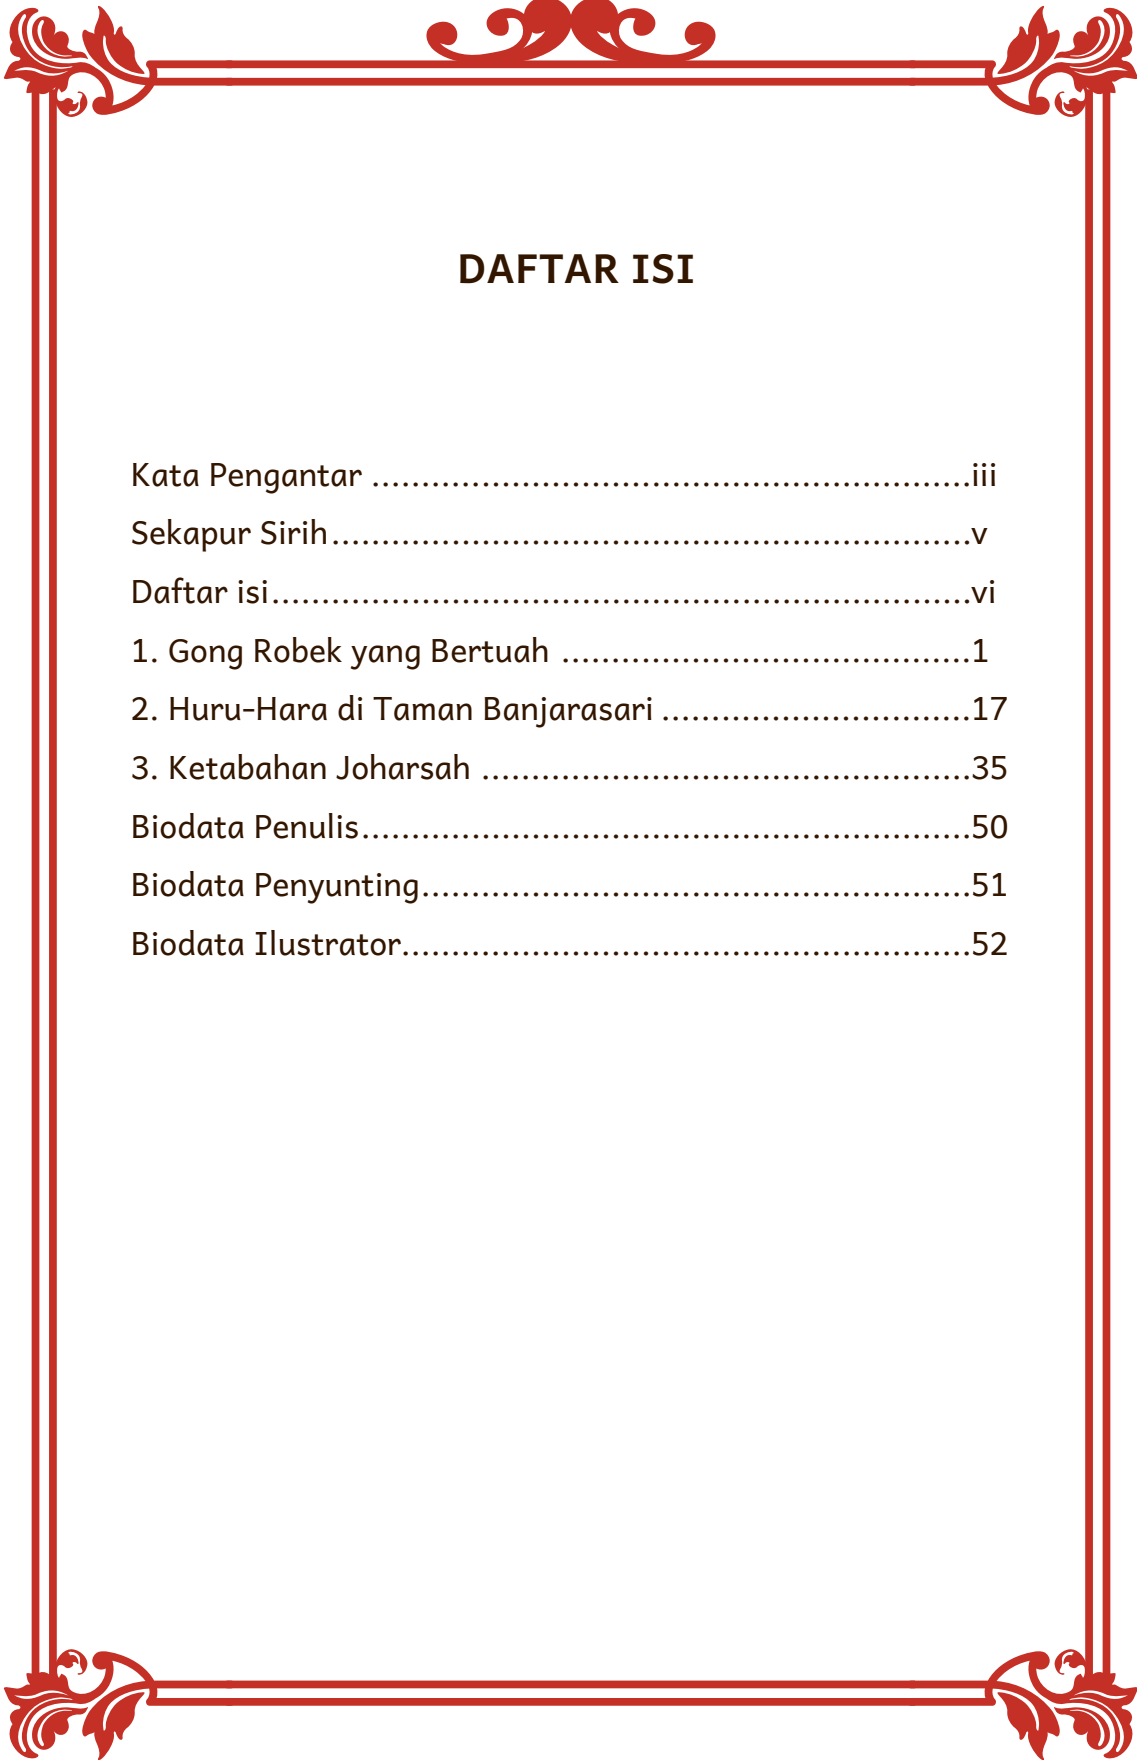 DAFTAR ISI
Kata Pengantar ............................................................iii
Sekapur Sirih................................................................v
Daftar isi......................................................................vi
1. Gong Robek yang Bertuah .........................................1
2. Huru-Hara di Taman Banjarasari ...............................17
3. Ketabahan Joharsah .................................................35
Biodata Penulis.............................................................50
Biodata Penyunting.......................................................51
Biodata Ilustrator.........................................................52